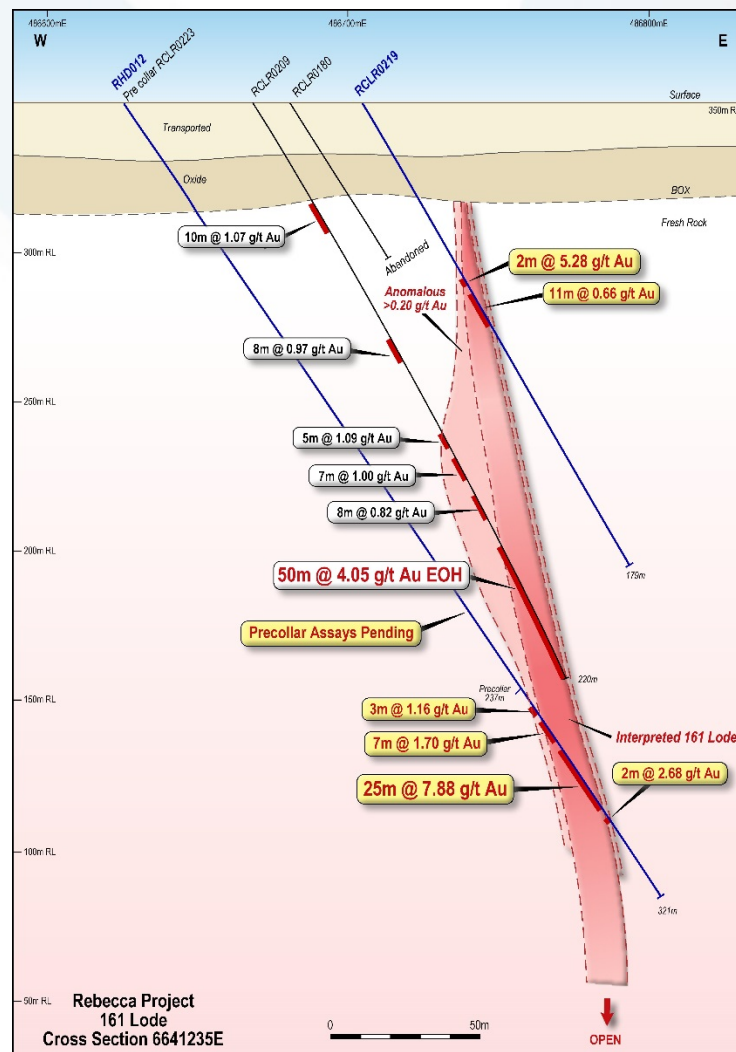 486600mE
486700mE
486800mE
W
E
RHD012
Pre collar RCLR0223
RCLR0209
RCLR0180
RCLR0219
Surface
350m R
Transported
Oxide
BOX
Fresh Rock
10m @ 1.07 g/t Au
Abandoned
300m RL
2m @ 5.28 g/t Au
Anomalous
>0.20 g/t Au
11m @ 0.66 g/t Au
8m @ 0.97 g/t Au
250m RL
5m @ 1.09 g/t Au
7m @ 1.00 g/t Au
8m @ 0.82 g/t Au
200m RL
50m @ 4.05 g/t Au EOH
179m
Precollar Assays Pending
220m
Precollar
237m
150m RL
3m @ 1.16 g/t Au
Interpreted 161 Lode
7m @ 1.70 g/t Au
2m @ 2.68 g/t Au
25m @ 7.88 g/t Au
100m RL
321m
50m RL
Rebecca Project
161 Lode
Cross Section 6641235E
0
50m
OPEN